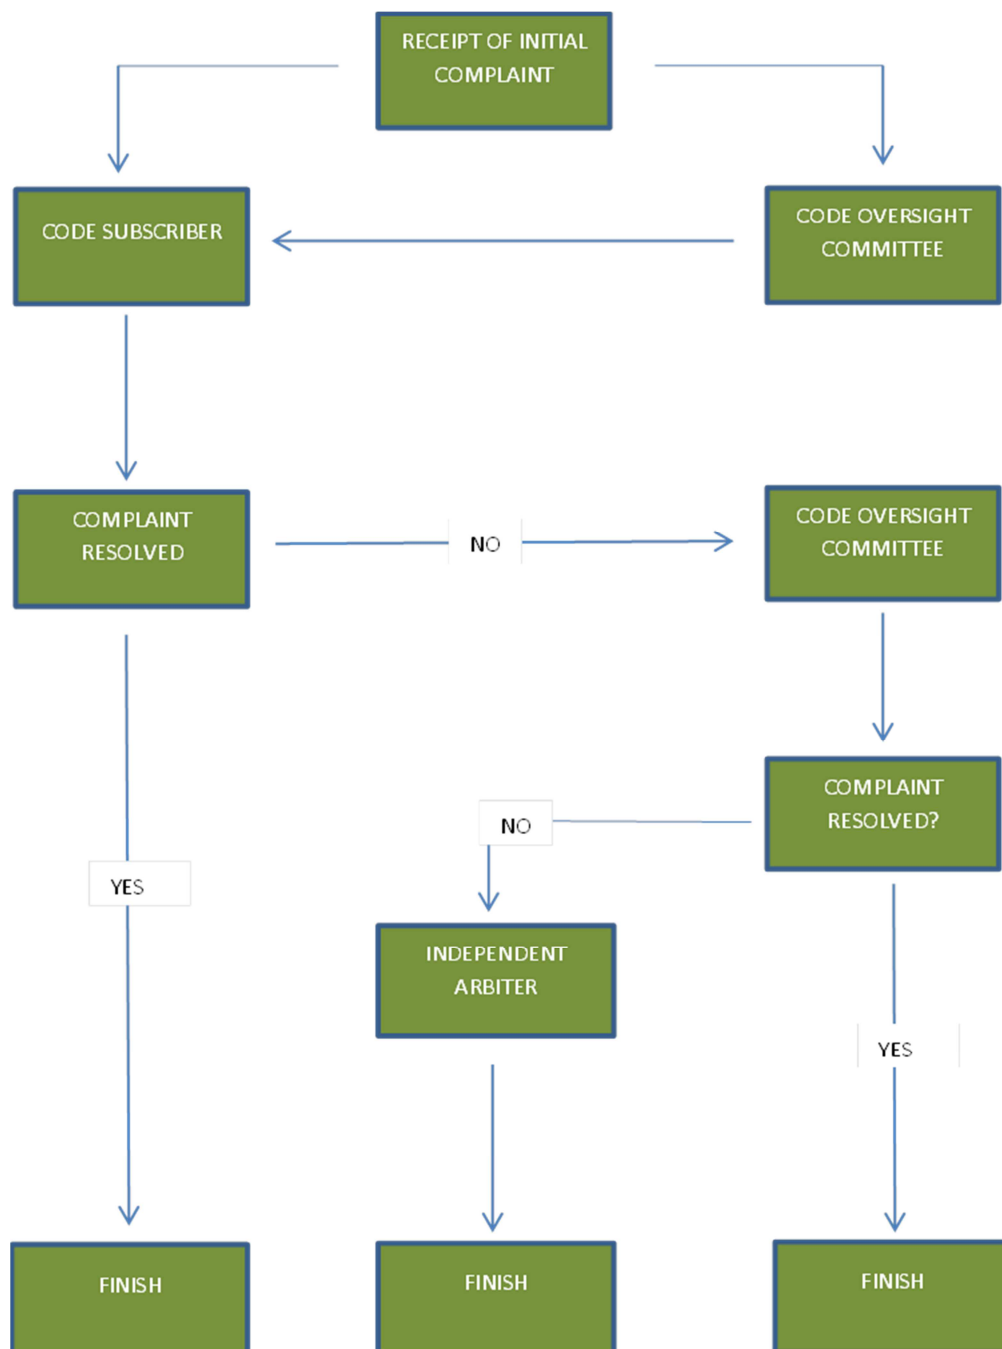 RECEIPT OF INITIAL
COMPLAINT
CODE SUBSCRIBER
CODE OVERSIGHT
COMMITTEE
COMPLAINT
RESOLVED
NO
CODE OVERSIGHT
COMMITTEE
COMPLAINT
RESOLVED?
NO
YES
INDEPENDENT
ARBITER
YES
FINISH
FINISH
FINISH